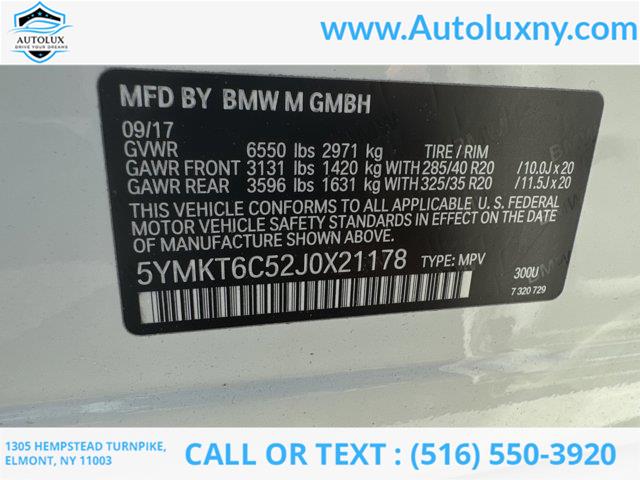 AUTOLUX
DRIVE YOUR DREAMS
www.Autoluxny.com
MFD BY BMW M GMBH
09/17
GVWR 6550 lbs 2971 kg TIRE / RIM
GAWR FRONT 3131 lbs 1420 kg WITH 285/40 R20 /10.0J x 20
GAWR REAR 3596 lbs 1631 kg WITH 325/35 R20 /11.5J x 20
THIS VEHICLE CONFORMS TO ALL APPLICABLE U. S. FEDERAL
MOTOR VEHICLE SAFETY STANDARDS IN EFFECT ON THE
DATE OF MANUFACTURE SHOWN ABOVE.
5YMKT6C52J0X21178 TYPE: MPV
300U
7 320 729
1305 HEMPSTEAD TURNPIKE,
ELMONT, NY 11003
CALL OR TEXT : (516) 550-3920